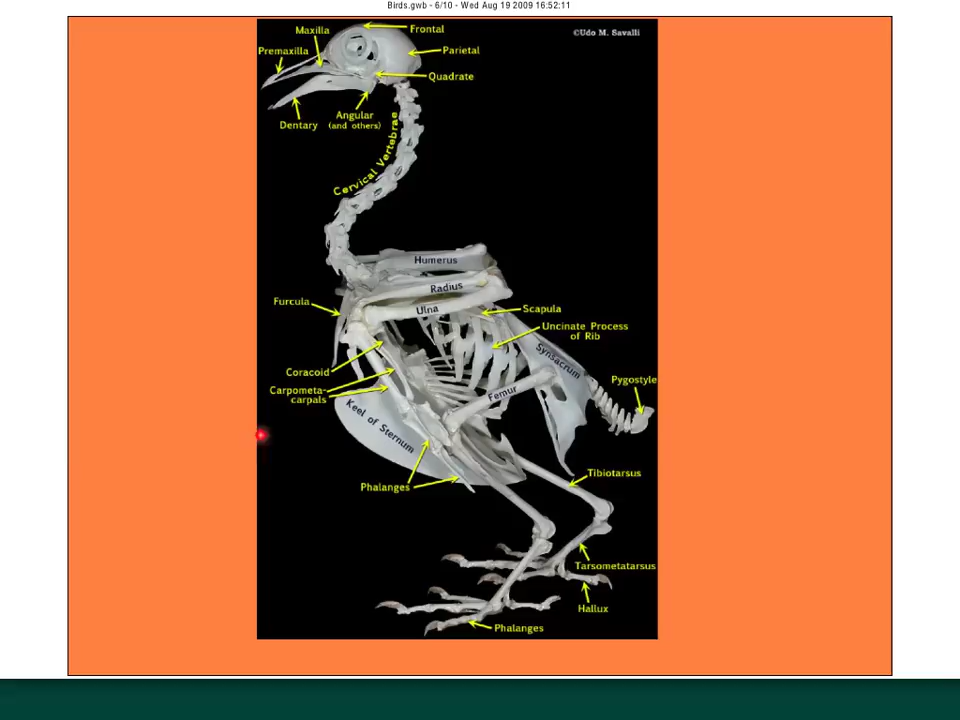 Birds.gwb - 6/10 - Wed Aug 19 2009 16:52:11
Maxilla
Frontal
©Udo M. Savalli
Premaxilla
Parietal
Quadrate
Angular
(and others)
Dentary
Cervical Vertebrae
Humerus
Radius
Ulna
Furcula
Scapula
Uncinate Process
of Rib
Synsacrum
Coracoid
Pygostyle
Carpometa-
carpals
Femur
Keel of Sternum
Tibiotarsus
Phalanges
Tarsometatarsus
Hallux
Phalanges